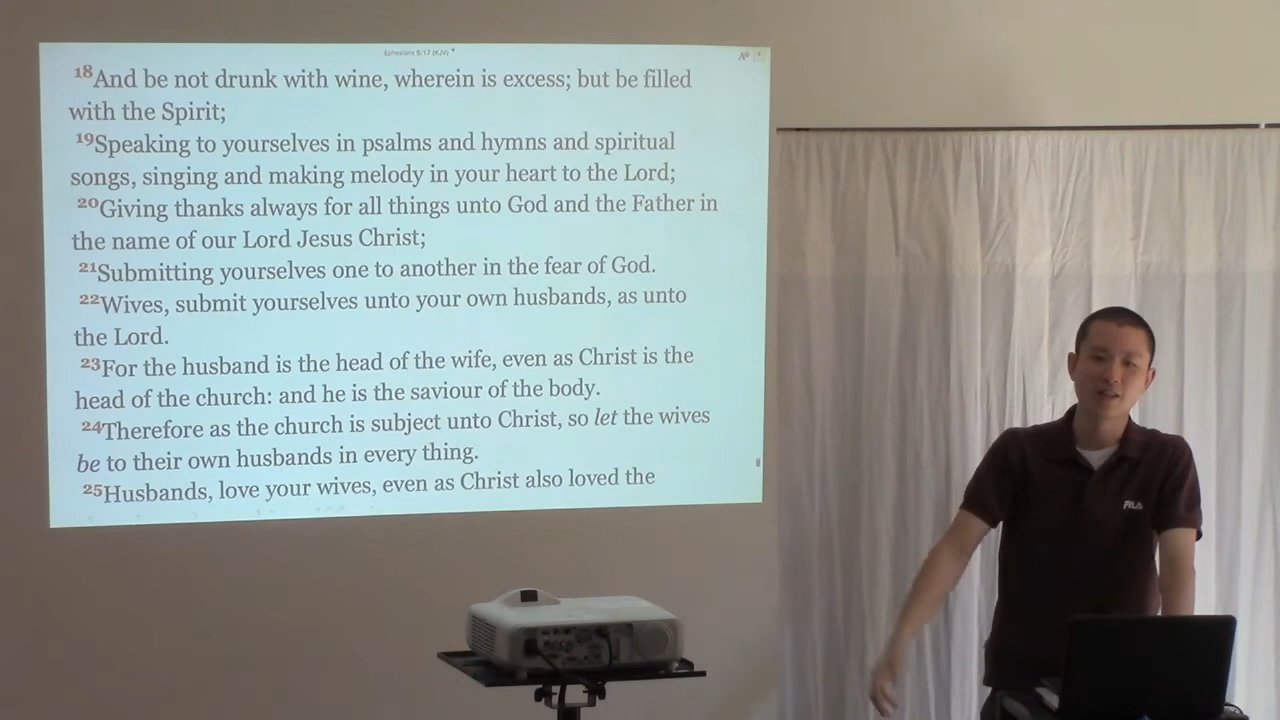 Ephesians 5/17 (KJV)
18And be not drunk with wine, wherein is excess; but be filled
with the Spirit;
19Speaking to yourselves in psalms and hymns and spiritual
songs, singing and making melody in your heart to the Lord;
20Giving thanks always for all things unto God and the Father in
the name of our Lord Jesus Christ;
21Submitting yourselves one to another in the fear of God.
22Wives, submit yourselves unto your own husbands, as unto
the Lord.
23For the husband is the head of the wife, even as Christ is the
head of the church: and he is the saviour of the body.
24Therefore as the church is subject unto Christ, so let the wives
be to their own husbands in every thing.
25Husbands, love your wives, even as Christ also loved the
FILA